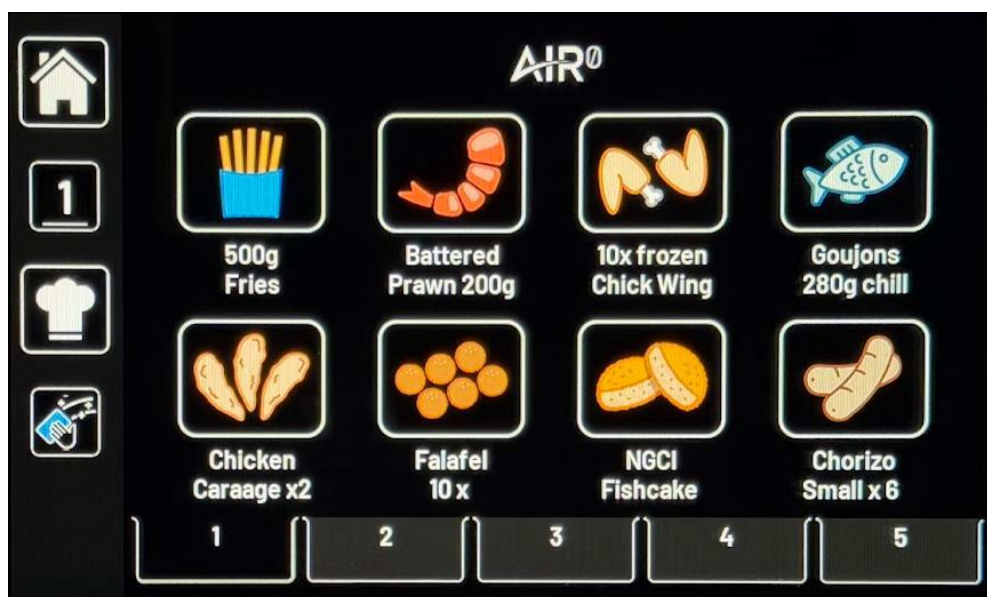 AIR⁰
1
500g
Fries
Battered
Prawn 200g
10x frozen
Chick Wing
Goujons
280g chill
Chicken
Caraage x2
Falafel
10 x
NGCI
Fishcake
Chorizo
Small x 6
1
2
3
4
5